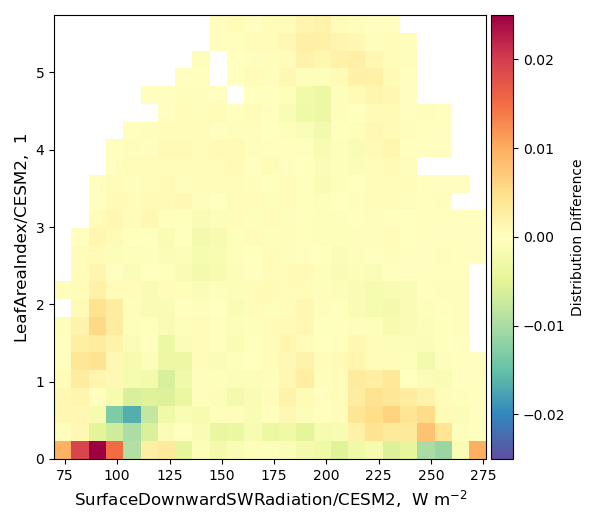 LeafAreaIndex/CESM2,  1
5
4
3
2
1
0
75 100 125 150 175 200 225 250 275
SurfaceDownwardSWRadiation/CESM2,  W m⁻²
0.02
0.01
0.00
−0.01
−0.02
Distribution Difference